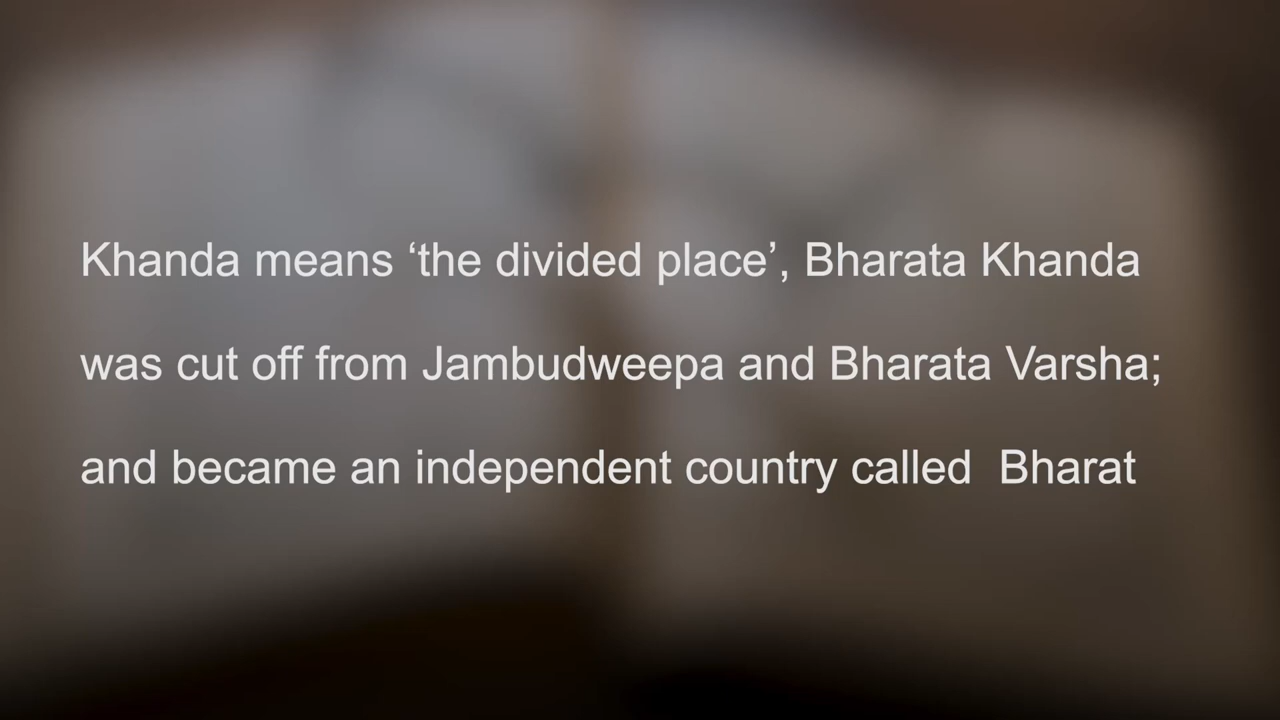 Khanda means ‘the divided place’, Bharata Khanda
was cut off from Jambudweepa and Bharata Varsha;
and became an independent country called  Bharat